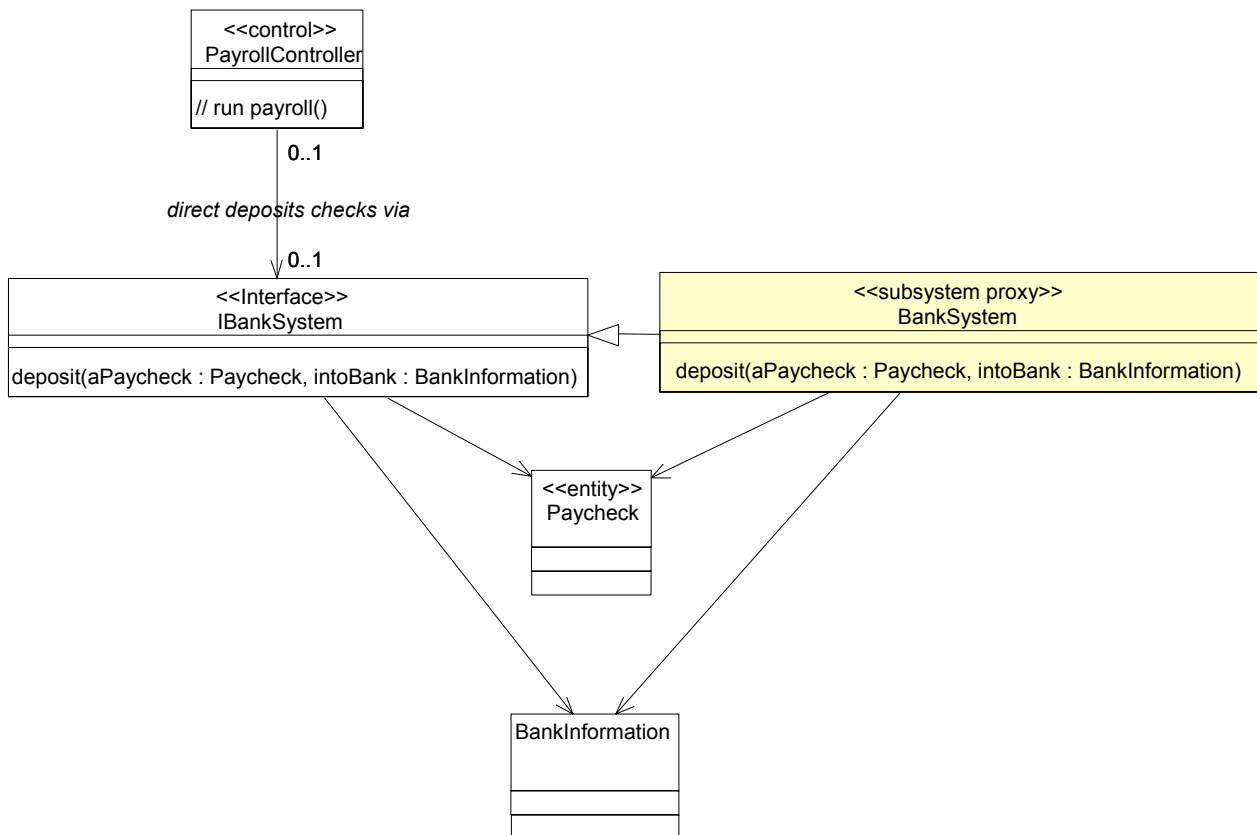 <<control>>
PayrollController
// run payroll()
0..1
direct deposits checks via
0..1
<<Interface>>
IBankSystem
deposit(aPaycheck : Paycheck, intoBank : BankInformation)
<<subsystem proxy>>
BankSystem
deposit(aPaycheck : Paycheck, intoBank : BankInformation)
<<entity>>
Paycheck
BankInformation